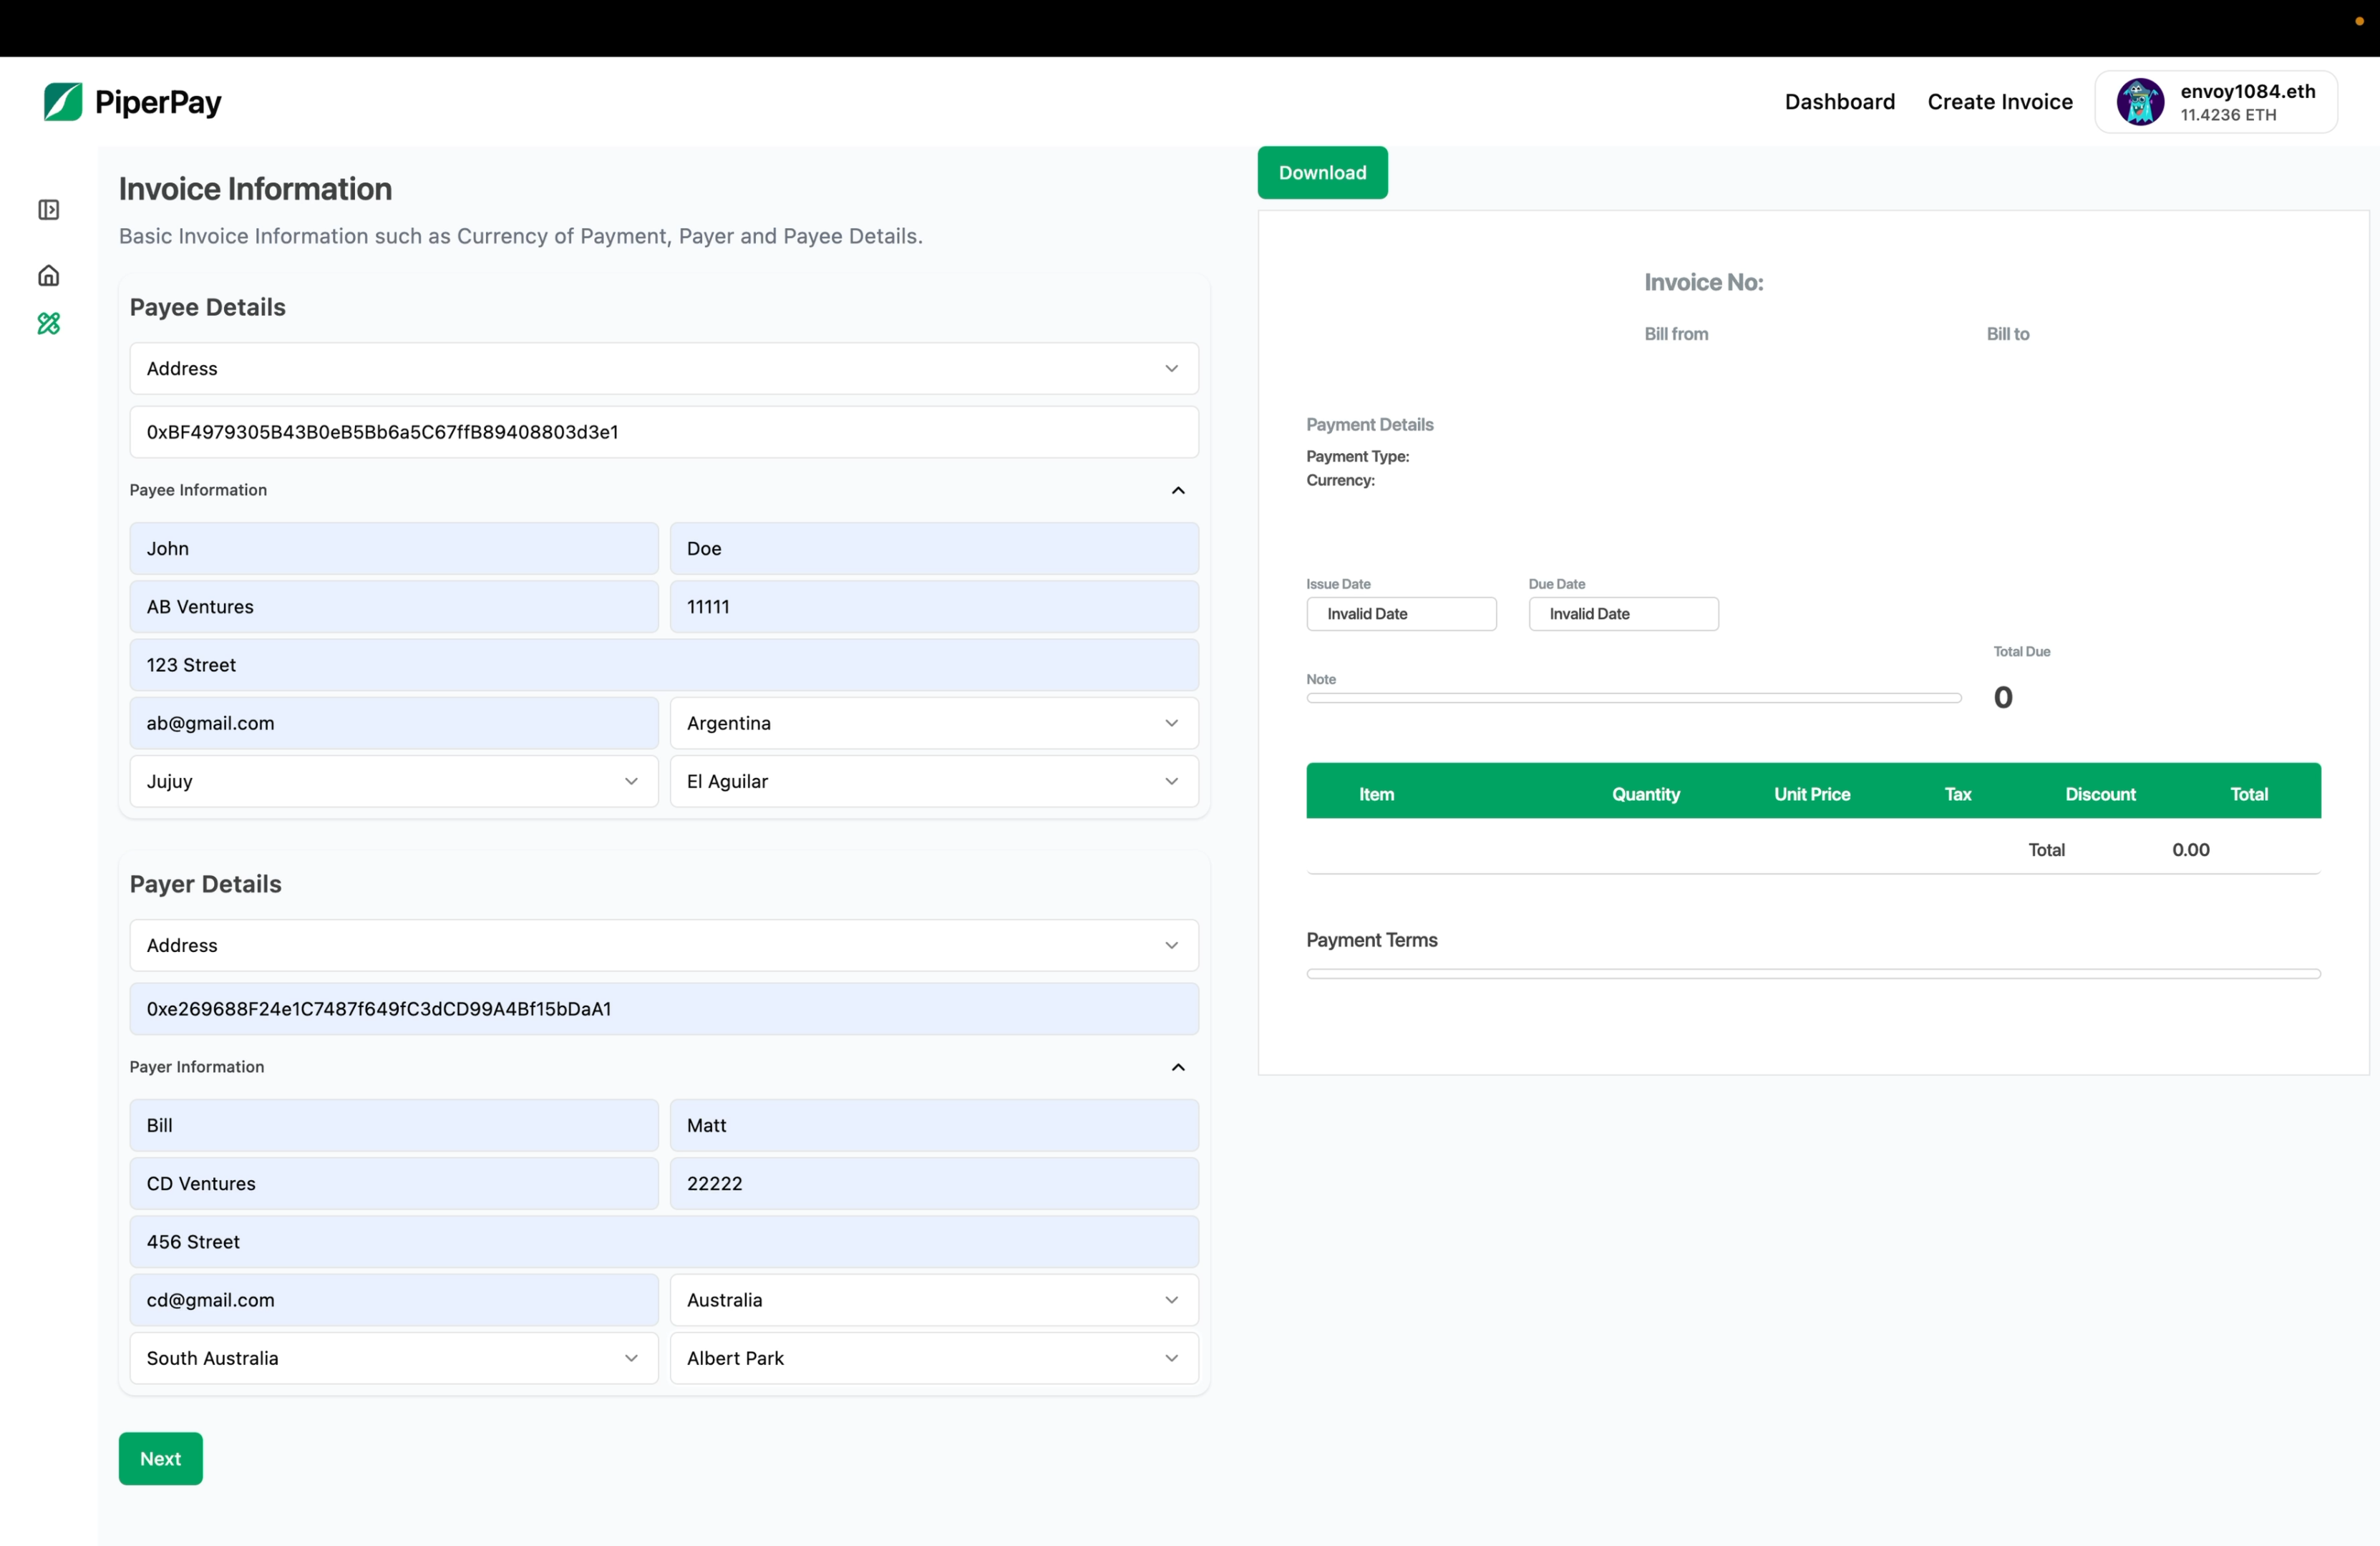 PiperPay
Dashboard
Create Invoice
envoy1084.eth
11.4236 ETH
Invoice Information
Basic Invoice Information such as Currency of Payment, Payer and Payee Details.
Payee Details
Address
0xBF4979305B43B0eB5Bb6a5C67ffB89408803d3e1
Payee Information
John
Doe
AB Ventures
11111
123 Street
ab@gmail.com
Argentina
Jujuy
El Aguilar
Payer Details
Address
0xe269688F24e1C7487f649fC3dCD99A4Bf15bDaA1
Payer Information
Bill
Matt
CD Ventures
22222
456 Street
cd@gmail.com
Australia
South Australia
Albert Park
Next
Download
Invoice No:
Bill from
Bill to
Payment Details
Payment Type:
Currency:
Issue Date
Due Date
Invalid Date
Invalid Date
Total Due
Note
0
Item Quantity Unit Price Tax Discount Total
Total 0.00
Payment Terms